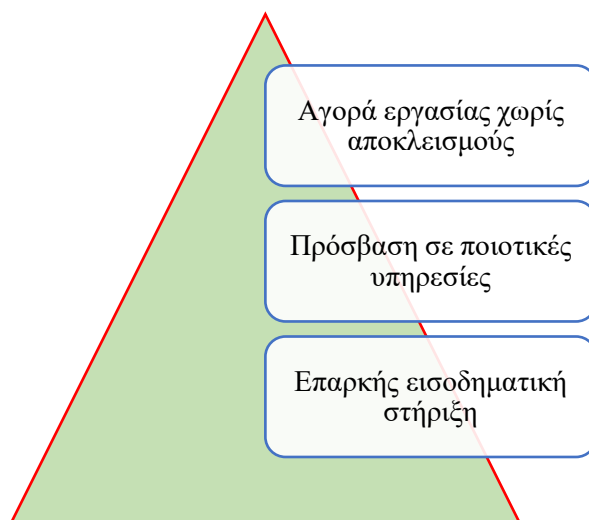 Αγορά εργασίας χωρίς
αποκλεισμούς
Πρόσβαση σε ποιοτικές
υπηρεσίες
Επαρκής εισοδηματική
στήριξη